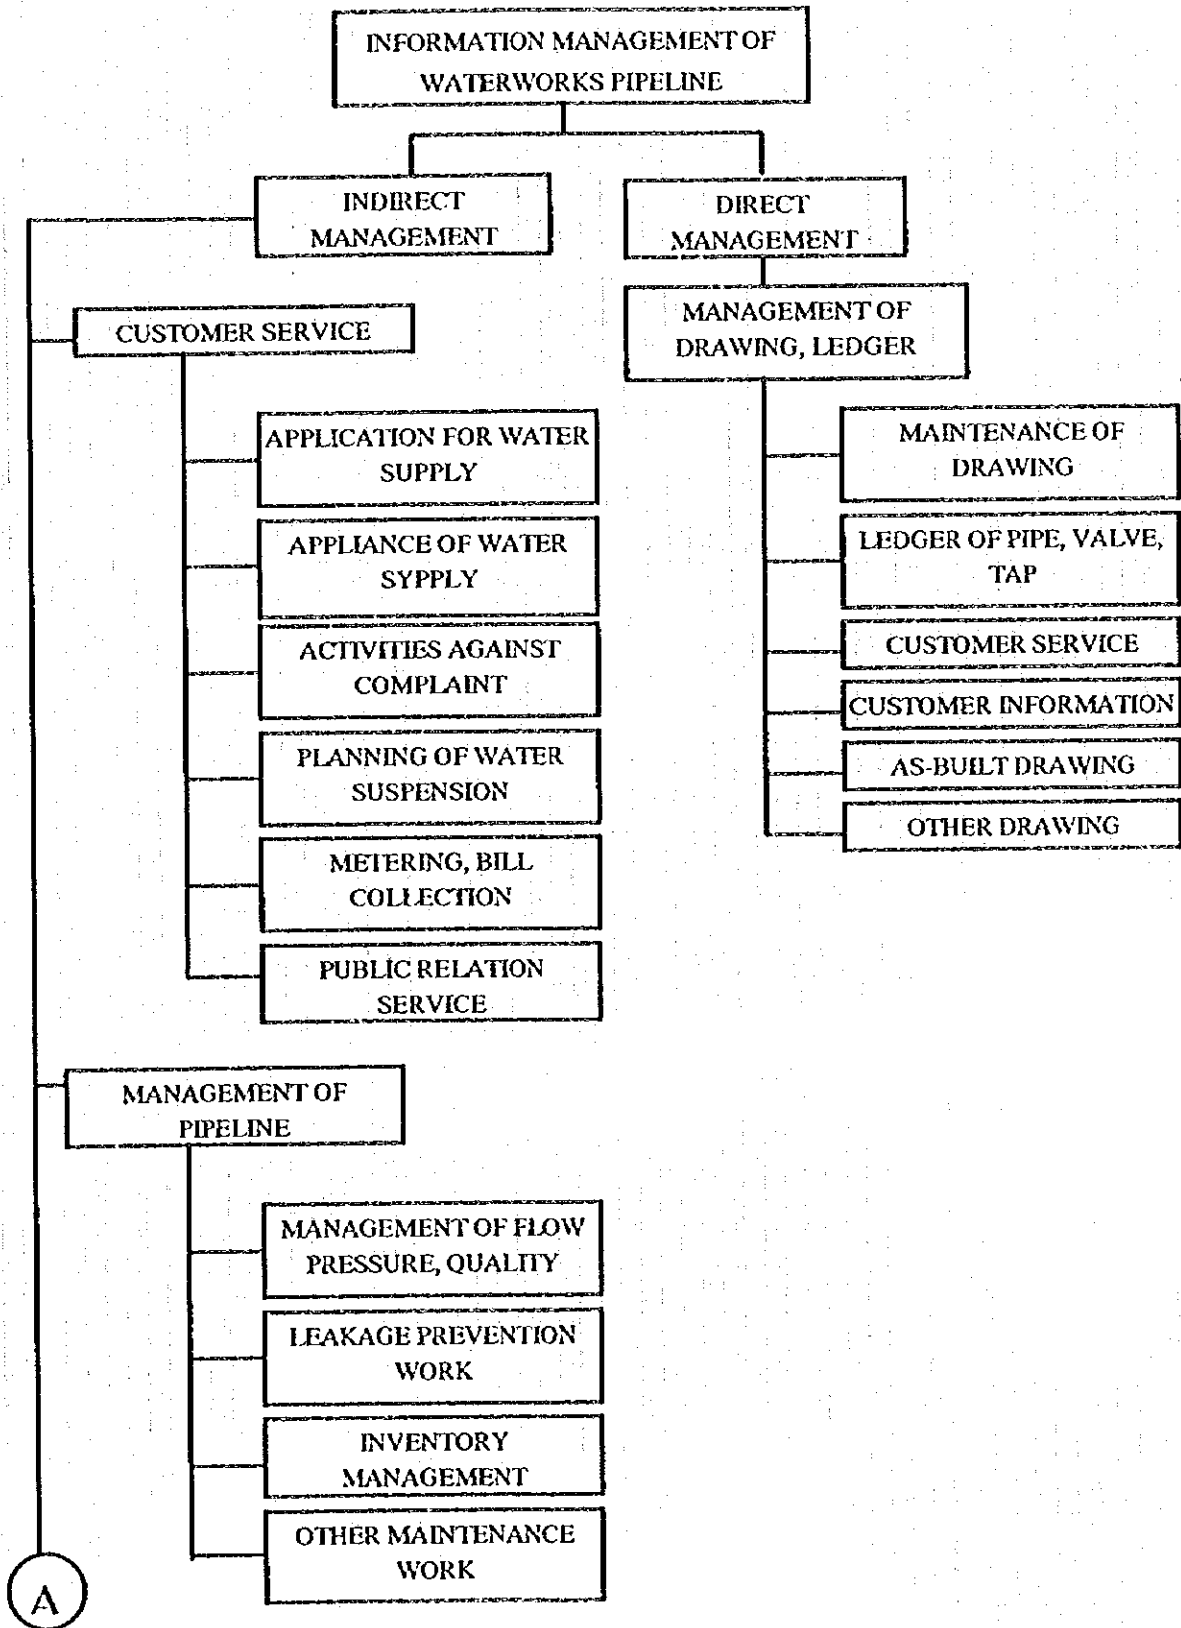 INFORMATION MANAGEMENT OF
WATERWORKS PIPELINE
INDIRECT
MANAGEMENT
DIRECT
MANAGEMENT
MANAGEMENT OF
DRAWING, LEDGER
CUSTOMER SERVICE
APPLICATION FOR WATER
SUPPLY
APPLIANCE OF WATER
SYPPLY
ACTIVITIES AGAINST
COMPLAINT
PLANNING OF WATER
SUSPENSION
METERING, BILL
COLLECTION
PUBLIC RELATION
SERVICE
MAINTENANCE OF
DRAWING
LEDGER OF PIPE, VALVE,
TAP
CUSTOMER SERVICE
CUSTOMER INFORMATION
AS-BUILT DRAWING
OTHER DRAWING
MANAGEMENT OF
PIPELINE
MANAGEMENT OF FLOW
PRESSURE, QUALITY
LEAKAGE PREVENTION
WORK
INVENTORY
MANAGEMENT
OTHER MAINTENANCE
WORK
A